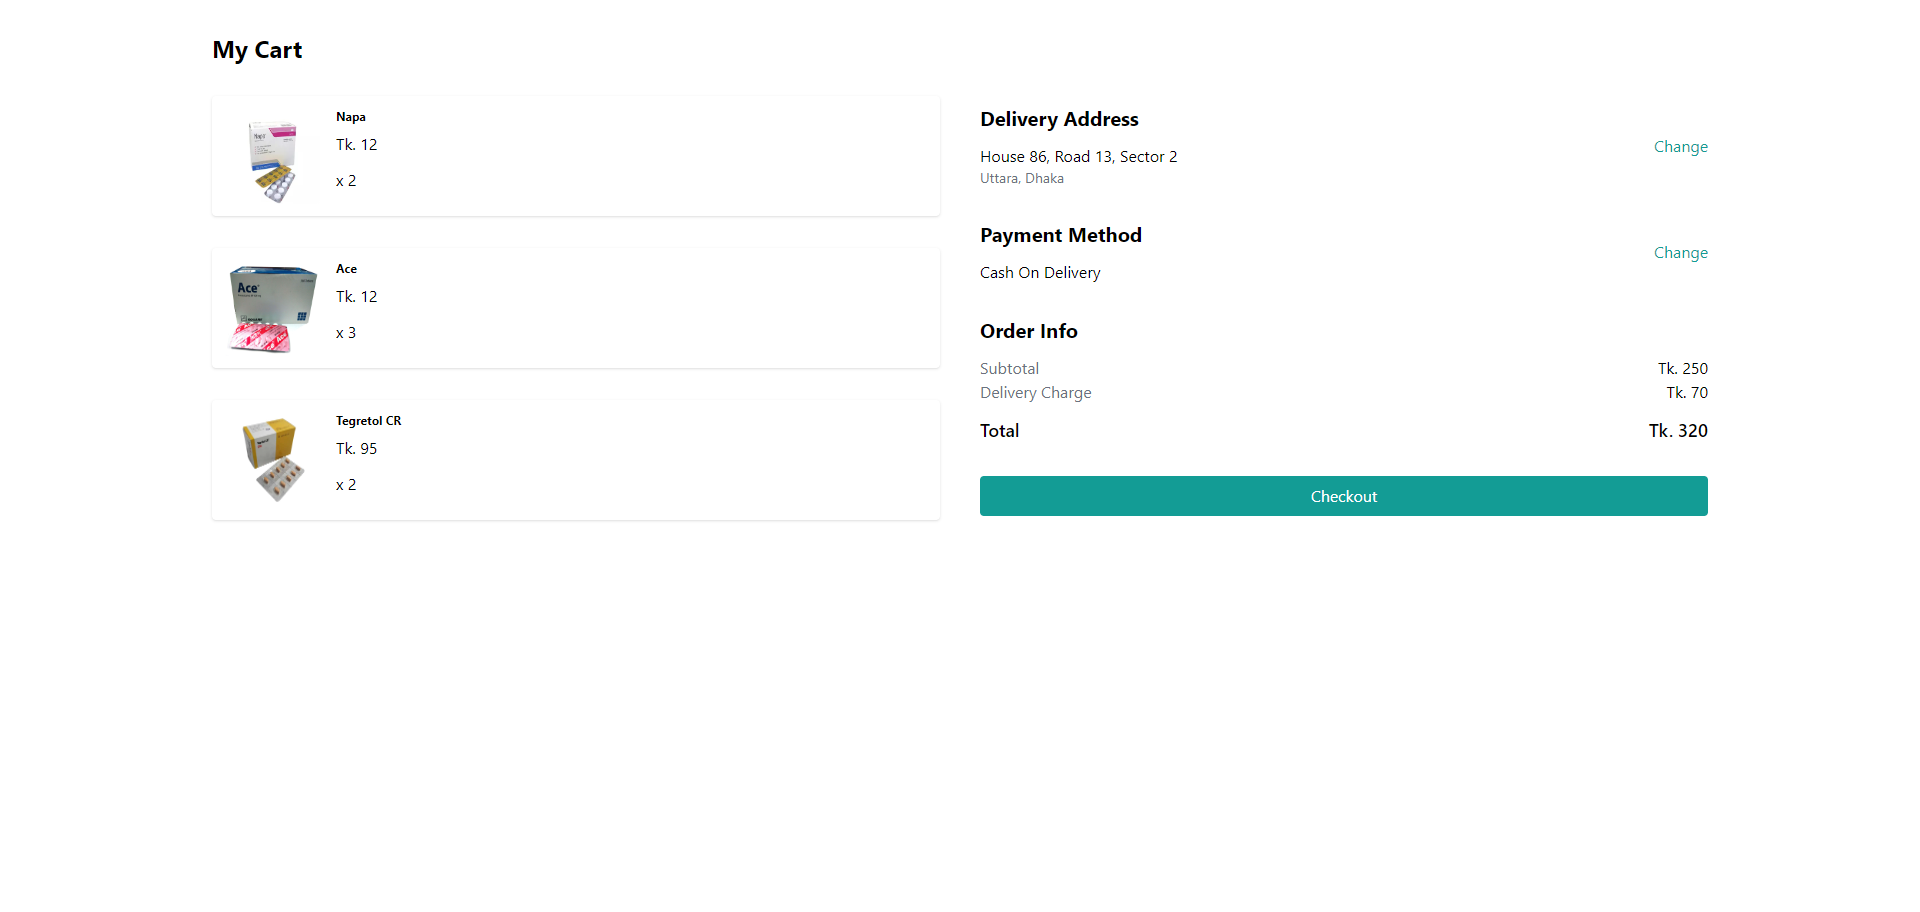 My Cart
Napa
Tk. 12
x 2
Ace
Ace
Tk. 12
x 3
Tegretol CR
Tk. 95
x 2
Delivery Address
House 86, Road 13, Sector 2
Uttara, Dhaka
Change
Payment Method
Cash On Delivery
Change
Order Info
Subtotal
Tk. 250
Delivery Charge
Tk. 70
Total
Tk. 320
Checkout